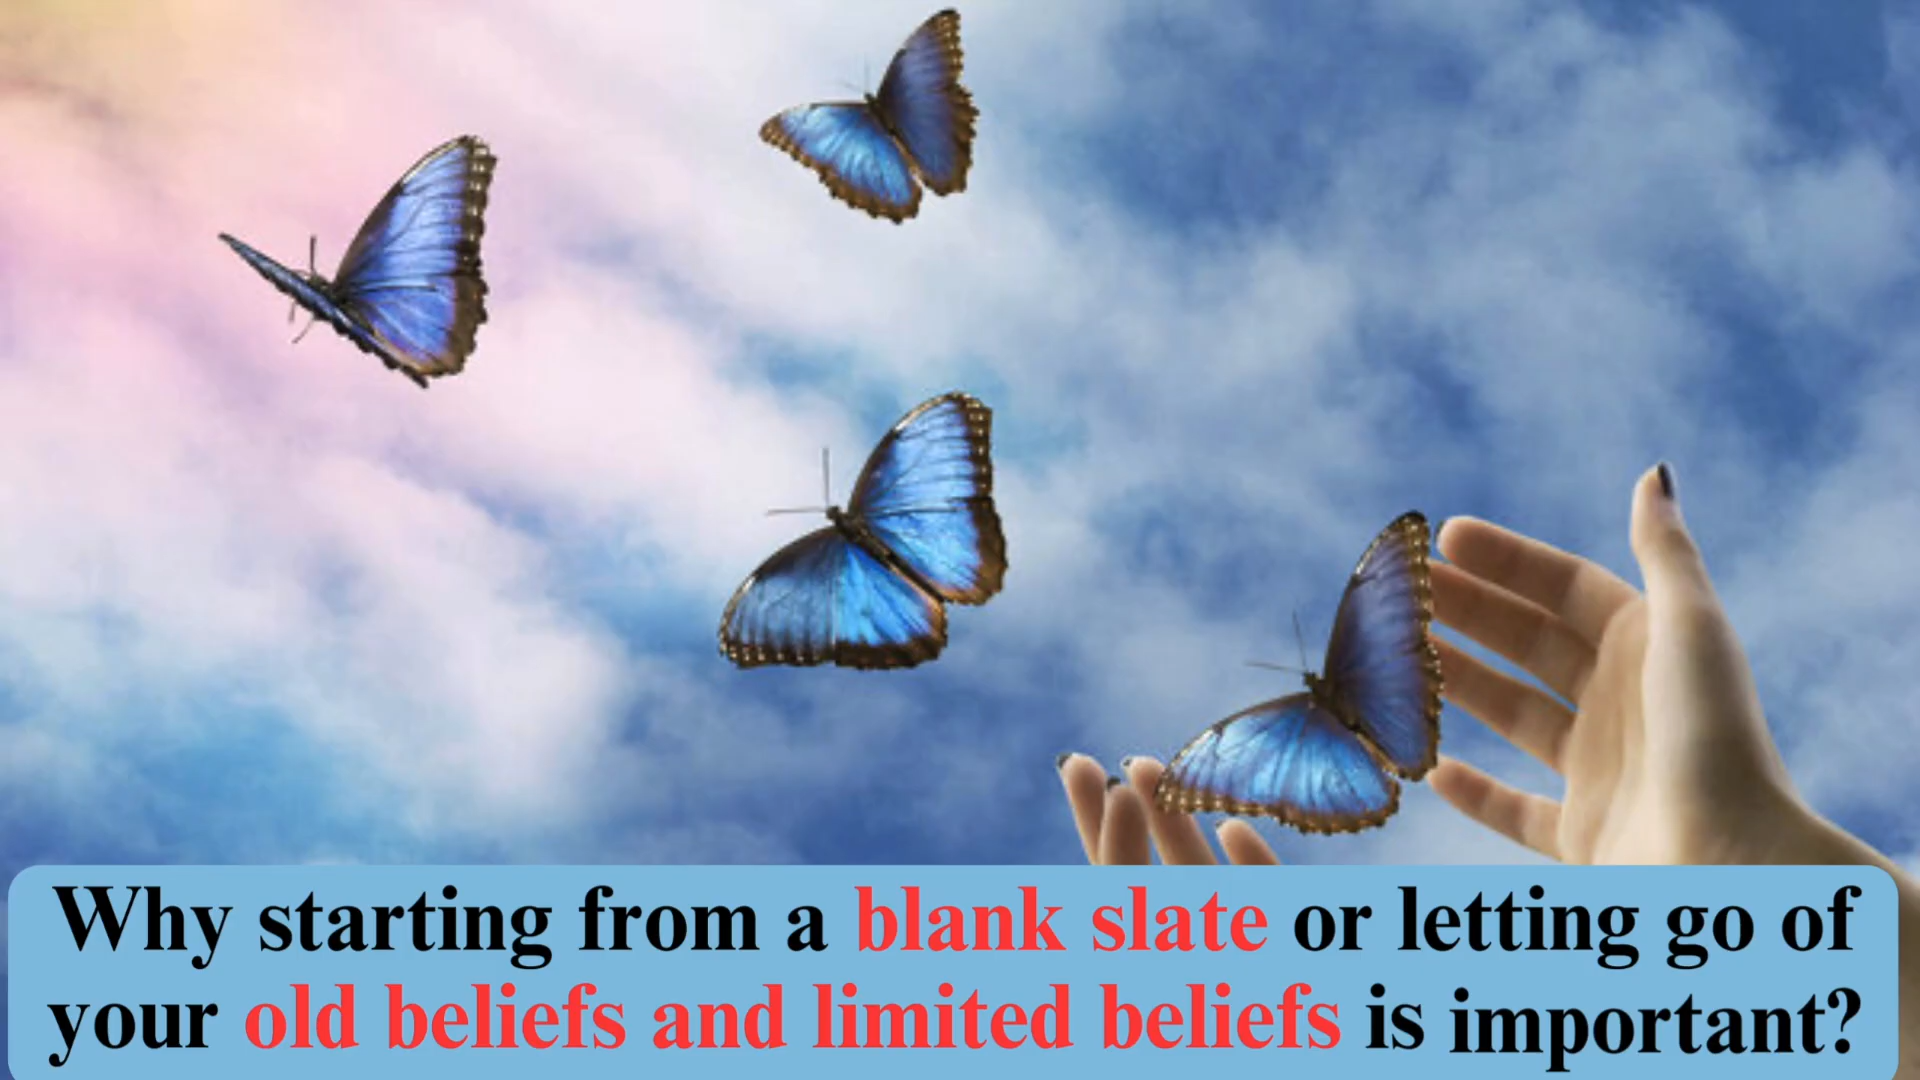 Why starting from a blank slate or letting go of
your old beliefs and limited beliefs is important?